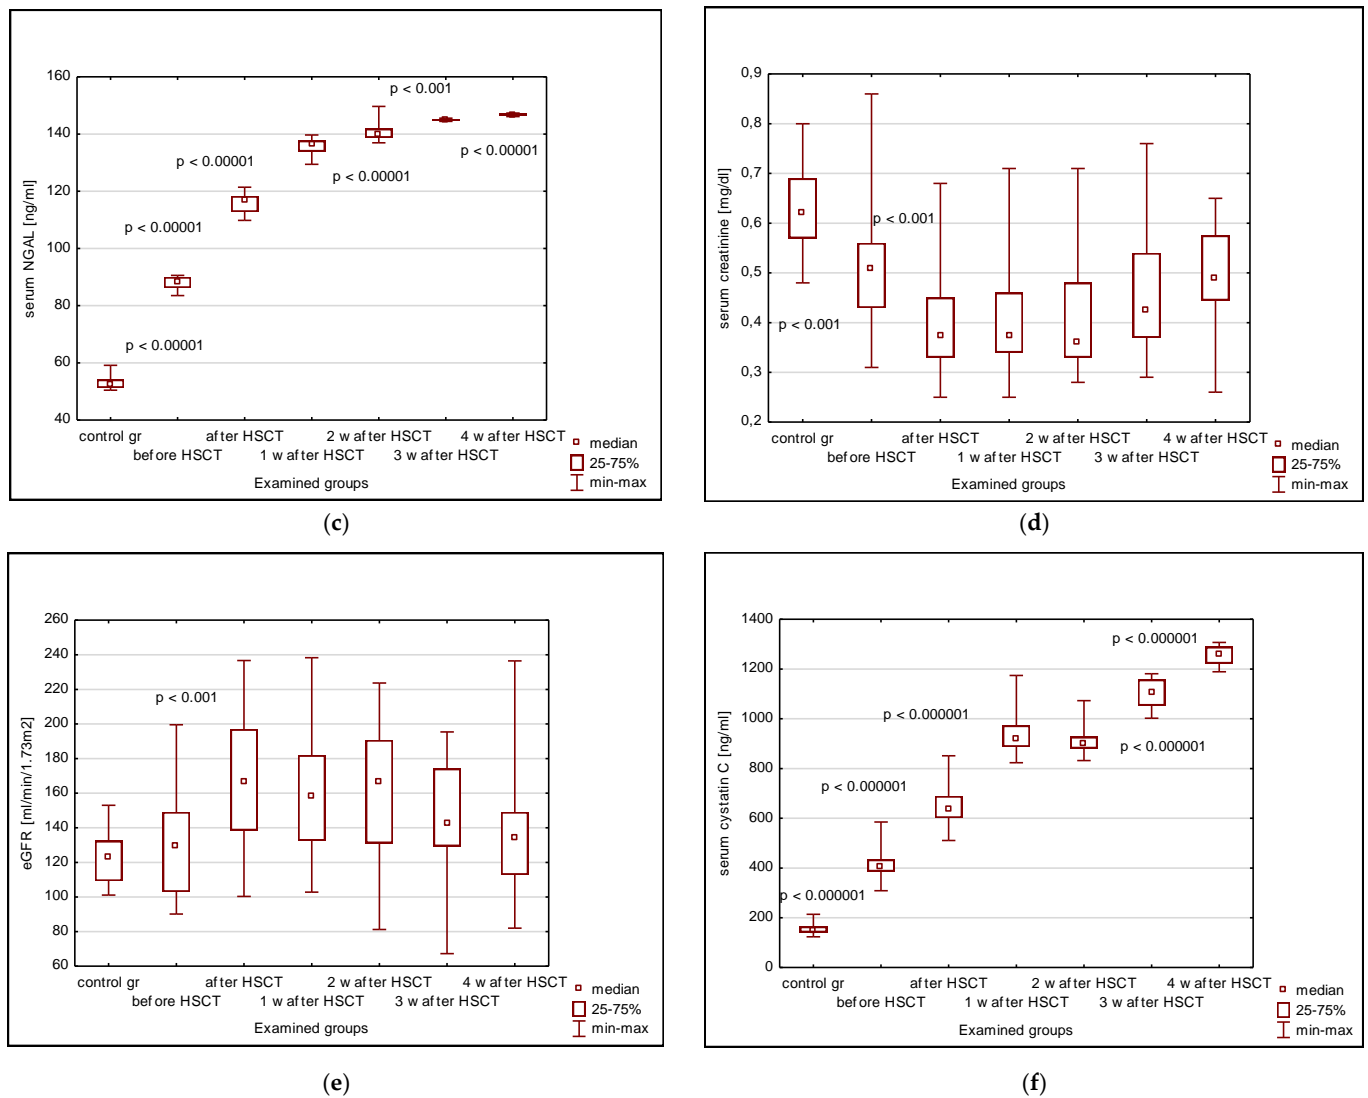 160
140
120
100
80
60
40
serum NGAL [ng/ml]
p < 0.001
p < 0.00001
p < 0.00001
p < 0.00001
p < 0.00001
p < 0.00001
control gr
after HSCT
2 w after HSCT
4 w after HSCT
before HSCT
1 w after HSCT
3 w after HSCT
Examined groups
median
25-75%
min-max
(c)
0,9
0,8
0,7
0,6
0,5
0,4
0,3
0,2
serum creatinine [mg/dl]
p < 0.001
p < 0.001
control gr
after HSCT
2 w after HSCT
4 w after HSCT
before HSCT
1 w after HSCT
3 w after HSCT
Examined groups
median
25-75%
min-max
(d)
260
240
220
200
180
160
140
120
100
80
60
eGFR [ml/min/1.73m2]
p < 0.001
control gr
after HSCT
2 w after HSCT
4 w after HSCT
before HSCT
1 w after HSCT
3 w after HSCT
Examined groups
median
25-75%
min-max
(e)
1400
1200
1000
800
600
400
200
0
serum cystatin C [ng/ml]
p < 0.000001
p < 0.000001
p < 0.000001
p < 0.000001
p < 0.000001
control gr
after HSCT
2 w after HSCT
4 w after HSCT
before HSCT
1 w after HSCT
3 w after HSCT
Examined groups
median
25-75%
min-max
(f)